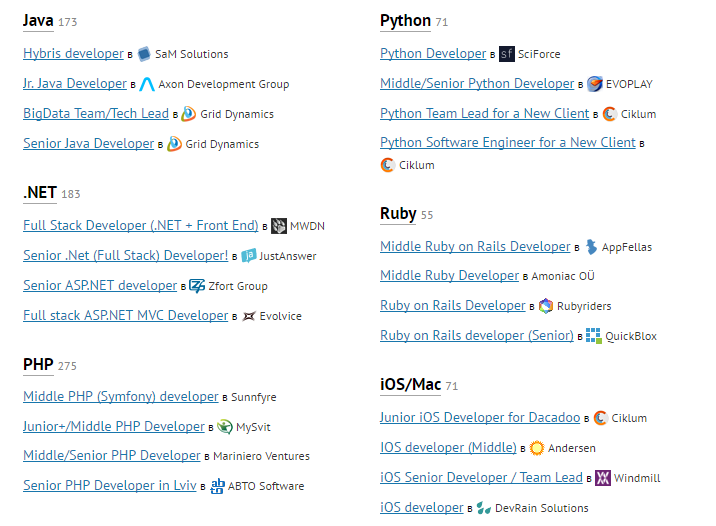 Java 173
Hybris developer в SaM Solutions
Jr. Java Developer в Axon Development Group
BigData Team/Tech Lead в Grid Dynamics
Senior Java Developer в Grid Dynamics
.NET 183
Full Stack Developer (.NET + Front End) в MWDN
Senior .Net (Full Stack) Developer! в ja JustAnswer
Senior ASP.NET developer в Zfort Group
Full stack ASP.NET MVC Developer в Evolvice
PHP 275
Middle PHP (Symfony) developer в Sunnfyre
Junior+/Middle PHP Developer в MySvit
Middle/Senior PHP Developer в Mariniero Ventures
Senior PHP Developer in Lviv в ab ABTO Software
Python 71
Python Developer в sf SciForce
Middle/Senior Python Developer в EVOPLAY
Python Team Lead for a New Client в Ciklum
Python Software Engineer for a New Client в
Ciklum
Ruby 55
Middle Ruby on Rails Developer в AppFellas
Middle Ruby Developer в Amoniac OÜ
Ruby on Rails Developer в Rubyriders
Ruby on Rails developer (Senior) в QuickBlox
iOS/Mac 71
Junior iOS Developer for Dacadoo в Ciklum
IOS developer (Middle) в Andersen
iOS Senior Developer / Team Lead в Windmill
iOS developer в DevRain Solutions